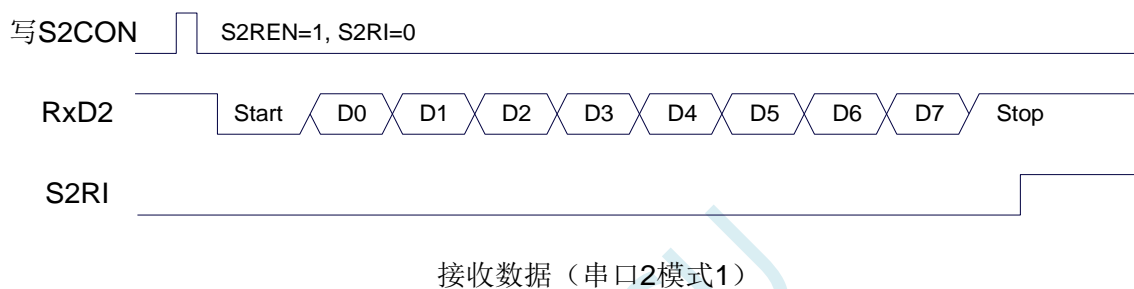 写S2CON S2REN=1, S2RI=0
RxD2 Start D0 D1 D2 D3 D4 D5 D6 D7 Stop
S2RI
接收数据（串口2模式1）